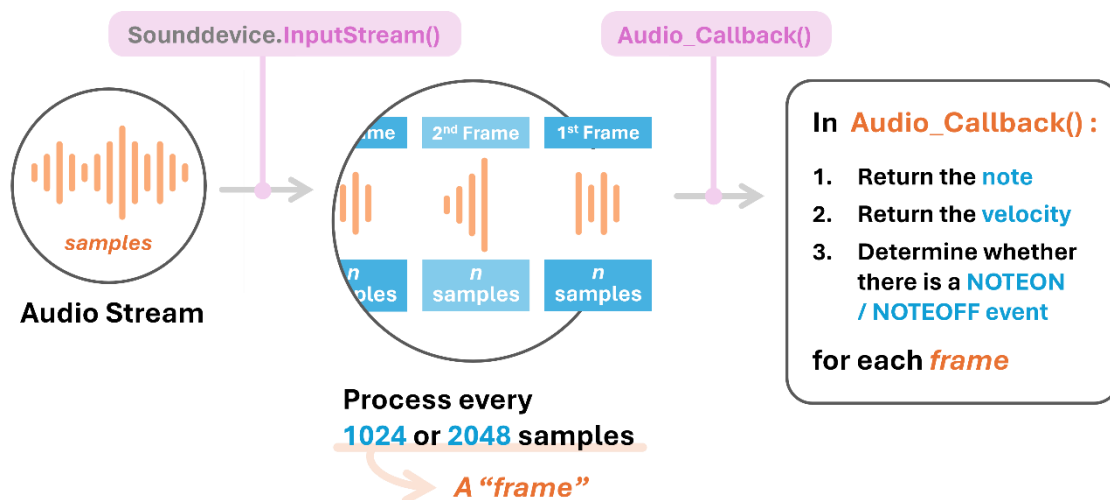 Sounddevice.InputStream()
Audio_Callback()
samples
Audio Stream
ame
2nd Frame
1st Frame
n
ples
n
samples
n
samples
Process every
1024 or 2048 samples
A “frame”
In Audio_Callback() :
1. Return the note
2. Return the velocity
3. Determine whether
there is a NOTEON
/ NOTEOFF event
for each frame